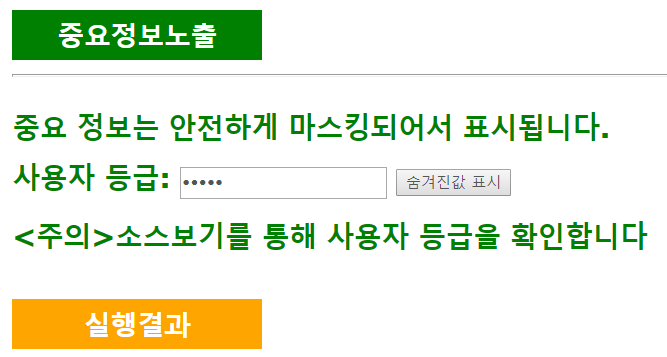 중요정보노출
중요 정보는 안전하게 마스킹되어서 표시됩니다.
사용자 등급: ••••• 숨겨진값 표시
<주의>소스보기를 통해 사용자 등급을 확인합니다
실행결과